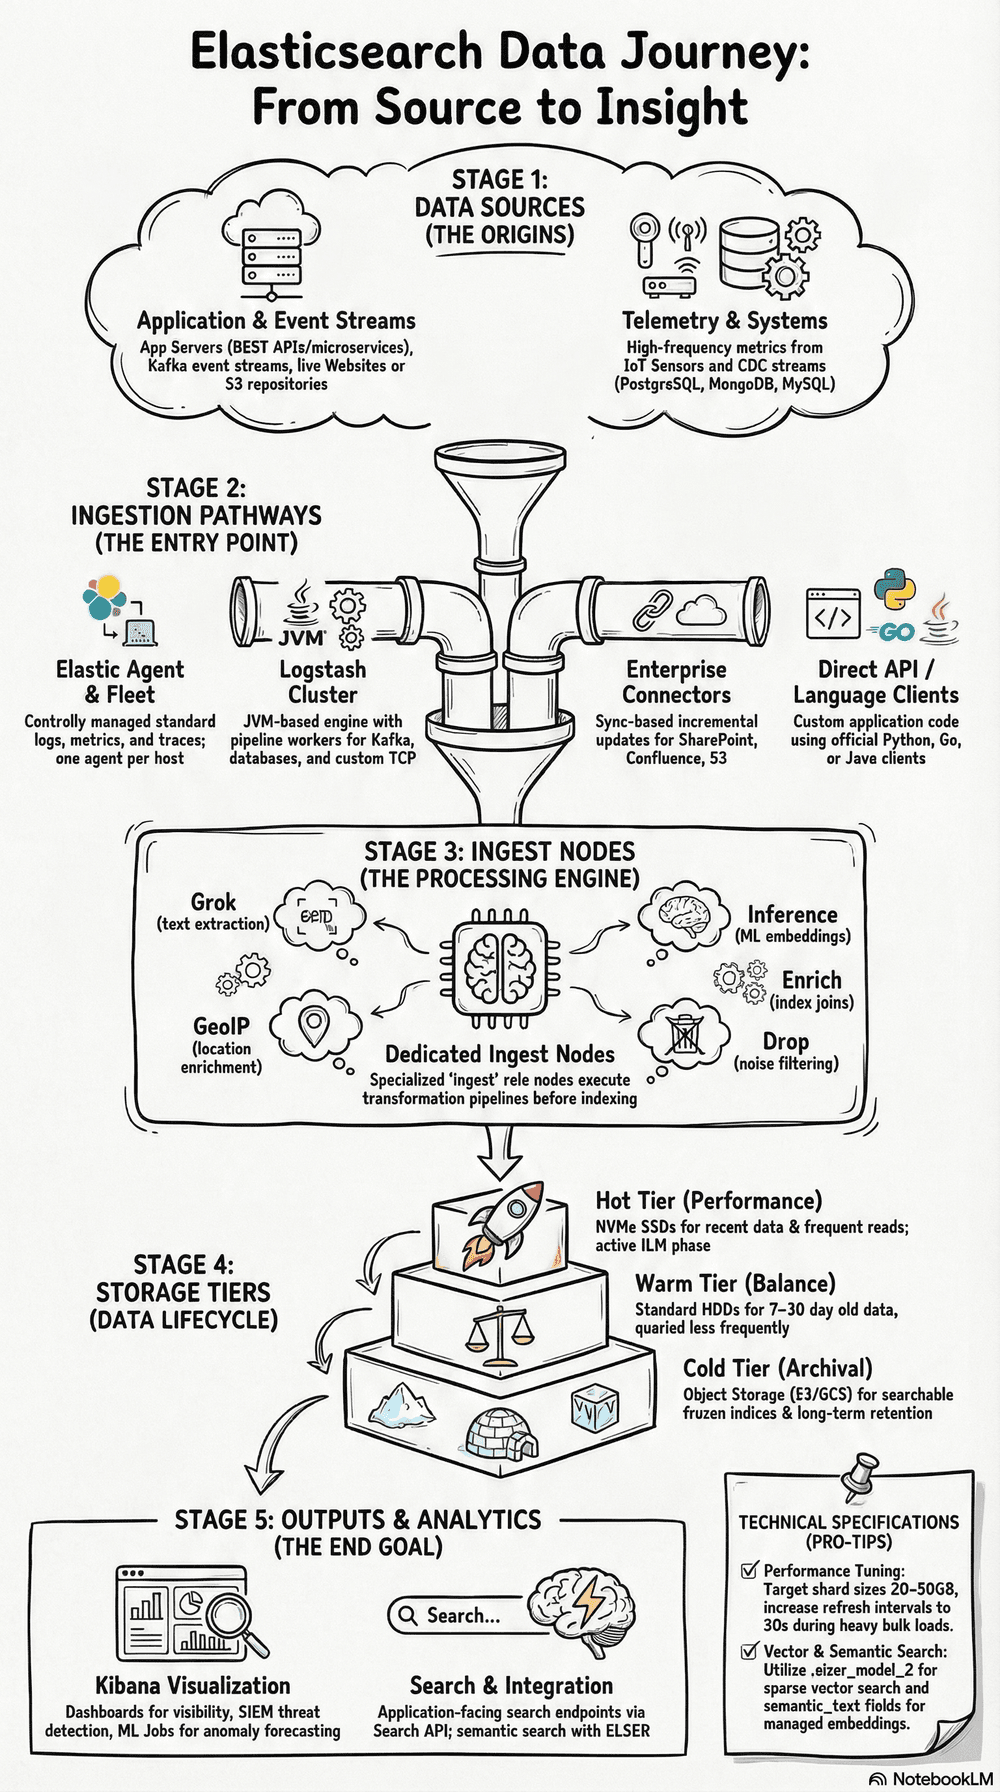 Elasticsearch Data Journey:
From Source to Insight
STAGE 1:
DATA SOURCES
(THE ORIGINS)
Application & Event Streams
App Servers (BEST APIs/microservices),
Kafka event streams, live Websites or
S3 repositories
Telemetry & Systems
High-frequency metrics from
IoT Sensors and CDC streams
(PostgrsSQL, MongoDB, MySQL)
STAGE 2:
INGESTION PATHWAYS
(THE ENTRY POINT)
Elastic Agent
& Fleet
Controlly managed standard
logs, metrics, and traces;
one agent per host
JVM
Logstash
Cluster
JVM-based engine with
pipeline workers for Kafka,
databases, and custom TCP
Enterprise
Connectors
Sync-based incremental
updates for SharePoint,
Confluence, 53
</>
GO
Direct API /
Language Clients
Custom application code
using official Python, Go,
or Java clients
STAGE 3: INGEST NODES
(THE PROCESSING ENGINE)
Grok
(text extraction)
GeoIP
(location
enrichment)
Inference
(ML embeddings)
Enrich
(index joins)
Drop
(noise filtering)
Dedicated Ingest Nodes
Specialized 'ingest' rele nodes execute
transformation pipelines before indexing
STAGE 4:
STORAGE TIERS
(DATA LIFECYCLE)
Hot Tier (Performance)
NVMe SSDs for recent data & frequent reads;
active ILM phase
Warm Tier (Balance)
Standard HDDs for 7–30 day old data,
quaried less frequently
Cold Tier (Archival)
Object Storage (E3/GCS) for searchable
frozen indices & long-term retention
STAGE 5: OUTPUTS & ANALYTICS
(THE END GOAL)
Kibana Visualization
Dashboards for visibility, SIEM threat
detection, ML Jobs for anomaly forecasting
Search...
Search & Integration
Application-facing search endpoints via
Search API; semantic search with ELSER
TECHNICAL SPECIFICATIONS
(PRO-TIPS)
Performance Tuning:
Target shard sizes 20–50G8,
increase refresh intervals to
30s during heavy bulk loads.
Vector & Semantic Search:
Utilize .eizer_model_2 for
sparse vector search and
semantic_text fields for
managed embeddings.
NotebookLM